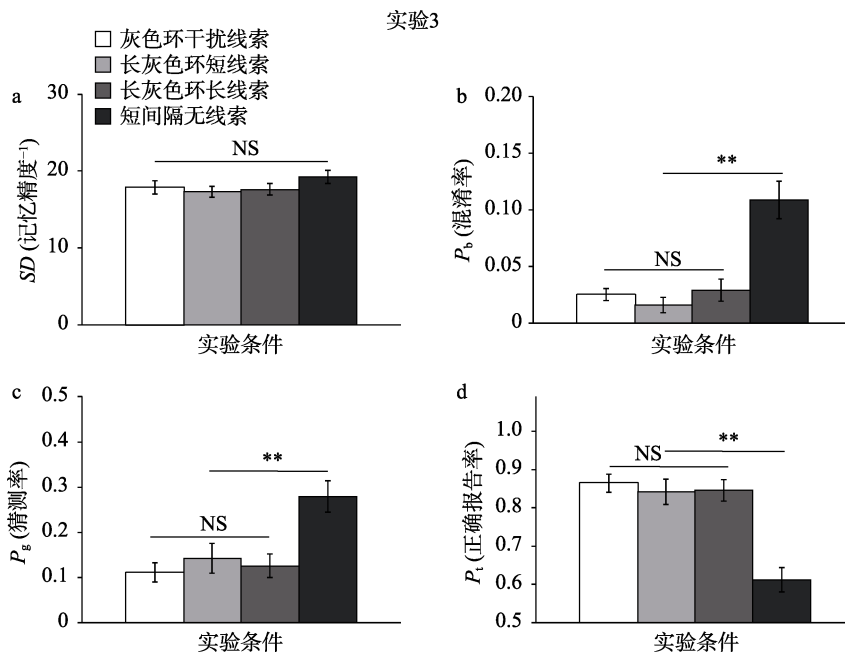 实验3
灰色环干扰线索
长灰色环短线索
长灰色环长线索
短间隔无线索
a
30
20
10
0
SD (记忆精度⁻¹)
NS
实验条件
b
0.20
0.15
0.10
0.05
0
Pb (混淆率)
**
NS
实验条件
c
0.5
0.4
0.3
0.2
0.1
0
Pg (猜测率)
**
NS
实验条件
d
1.0
0.9
0.8
0.7
0.6
0.5
Pt (正确报告率)
NS
**
实验条件